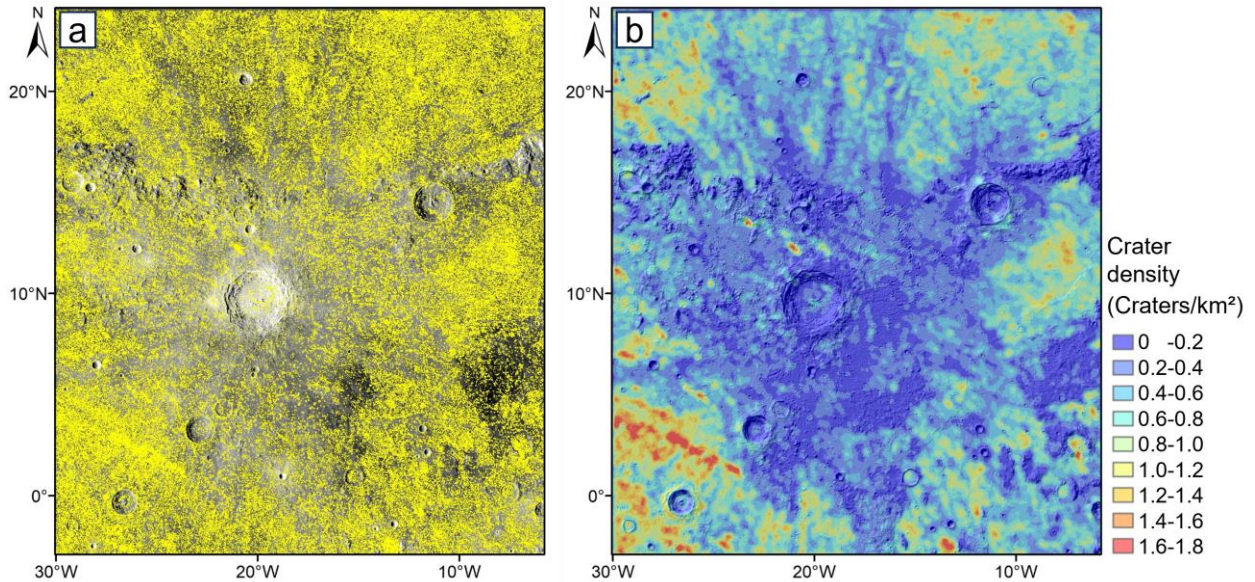 N
a
20°N
10°N
0°
30°W
20°W
10°W
N
b
20°N
10°N
0°
30°W
20°W
10°W
Crater
density
(Craters/km²)
0 -0.2
0.2-0.4
0.4-0.6
0.6-0.8
0.8-1.0
1.0-1.2
1.2-1.4
1.4-1.6
1.6-1.8